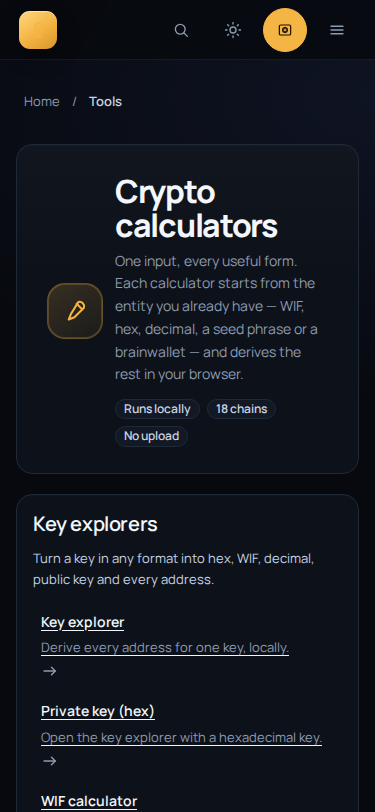 Home / Tools
Crypto
calculators
One input, every useful form.
Each calculator starts from the
entity you already have — WIF,
hex, decimal, a seed phrase or a
brainwallet — and derives the
rest in your browser.
Runs locally 18 chains
No upload
Key explorers
Turn a key in any format into hex, WIF, decimal,
public key and every address.
Key explorer
Derive every address for one key, locally.
→
Private key (hex)
Open the key explorer with a hexadecimal key.
→
WIF calculator